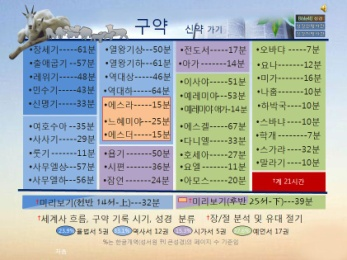 구약 신약 가기
•창세기-----61분
•출애굽기----57분
•레위기-----48분
•민수기-----43분
•신명기-----33분
•여호수아---35분
•사사기-----29분
•룻기-------11분
•사무엘상---57분
•사무엘하---56분
•열왕기상---50분
•열왕기하---61분
•역대상-----46분
•역대하-----64분
•에스라-----15분
•느헤미야---25분
•에스더-----15분
•욥기-------50분
•시편-------36분
•잠언-------24분
•전도서-----17분
•아가-------14분
•이사야-----51분
•예레미야---53분
•예레미야애가-14분
•에스겔-----67분
•다니엘-----33분
•호세아-----27분
•요엘-------11분
•아모스-----20분
•오바댜-----7분
•요나-------12분
•미가-------16분
•나훔-------10분
•하박국-----10분
•스바냐-----10분
•학개-------7분
•스가랴-----32분
•말라기-----10분
†계 21시간
†미리보기(전반 14分-上)---32분
†미리보기(후반 25分-下)---39분
†세계사 흐름, 구약 기록 시기, 성경 분류 †장/절 분석 및 유대 절기
율법서 5권 역사서 12권 시가서 5권 예언서 17권